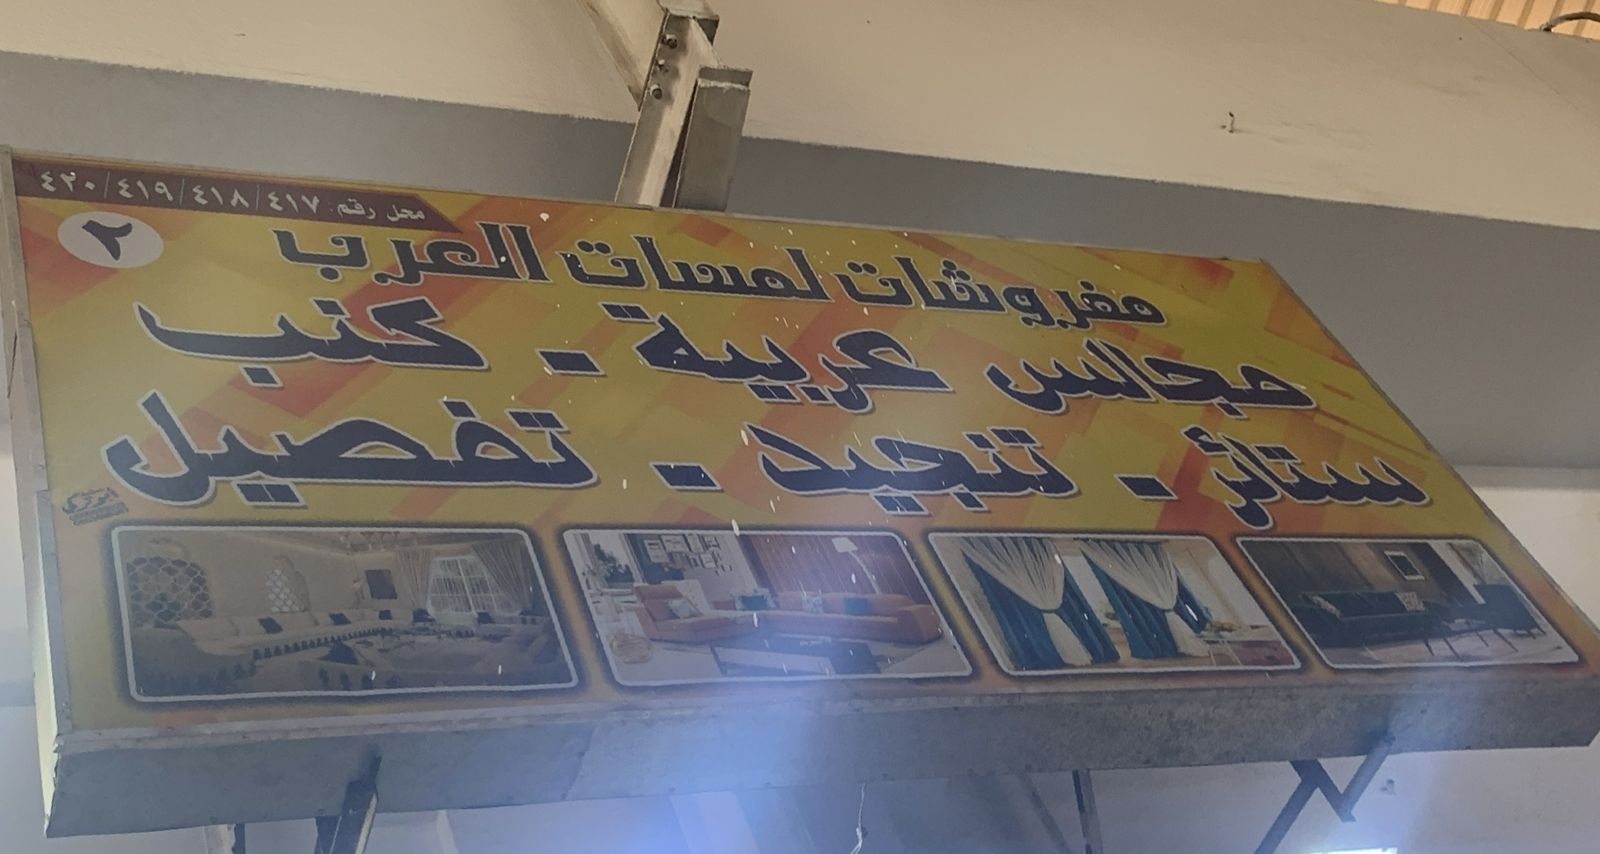 محل رقم: ٤١٧/٤١٨/٤١٩/٤٢٠
٢
مفروشات لمسات العرب
مجالس عربية - كنب
ستائر - تنجيد - تفصيل